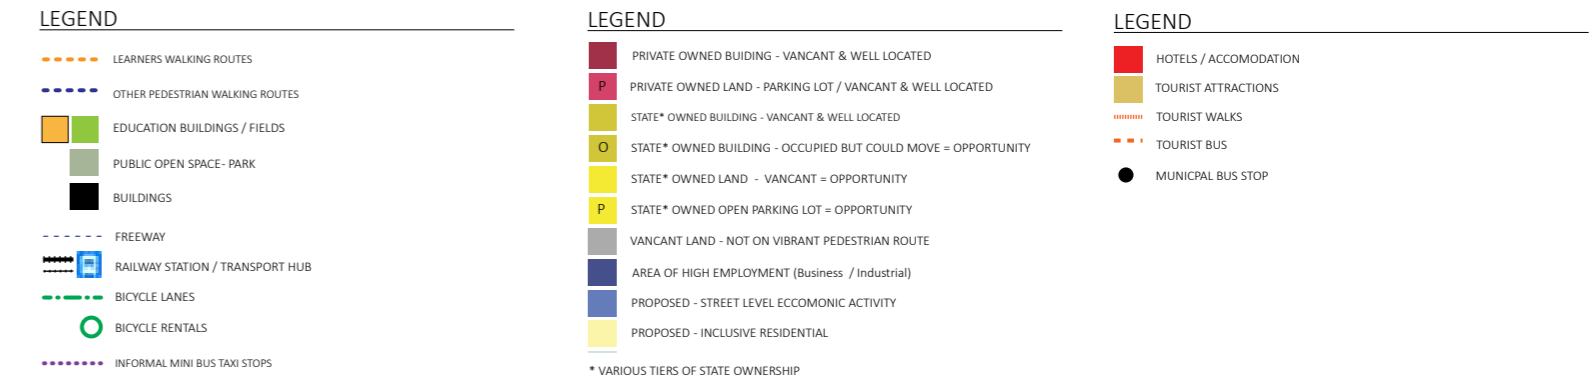 LEGEND
LEARNERS WALKING ROUTES
OTHER PEDESTRIAN WALKING ROUTES
EDUCATION BUILDINGS / FIELDS
PUBLIC OPEN SPACE- PARK
BUILDINGS
FREEWAY
RAILWAY STATION / TRANSPORT HUB
BICYCLE LANES
BICYCLE RENTALS
INFORMAL MINI BUS TAXI STOPS
LEGEND
PRIVATE OWNED BUIDING - VANCANT & WELL LOCATED
P PRIVATE OWNED LAND - PARKING LOT / VANCANT & WELL LOCATED
STATE* OWNED BUILDING - VANCANT & WELL LOCATED
O STATE* OWNED BUILDING - OCCUPIED BUT COULD MOVE = OPPORTUNITY
STATE* OWNED LAND - VANCANT = OPPORTUNITY
P STATE* OWNED OPEN PARKING LOT = OPPORTUNITY
VANCANT LAND - NOT ON VIBRANT PEDESTRIAN ROUTE
AREA OF HIGH EMPLOYMENT (Business / Industrial)
PROPOSED - STREET LEVEL ECCOMONIC ACTIVITY
PROPOSED - INCLUSIVE RESIDENTIAL
* VARIOUS TIERS OF STATE OWNERSHIP
LEGEND
HOTELS / ACCOMODATION
TOURIST ATTRACTIONS
TOURIST WALKS
TOURIST BUS
MUNICPAL BUS STOP